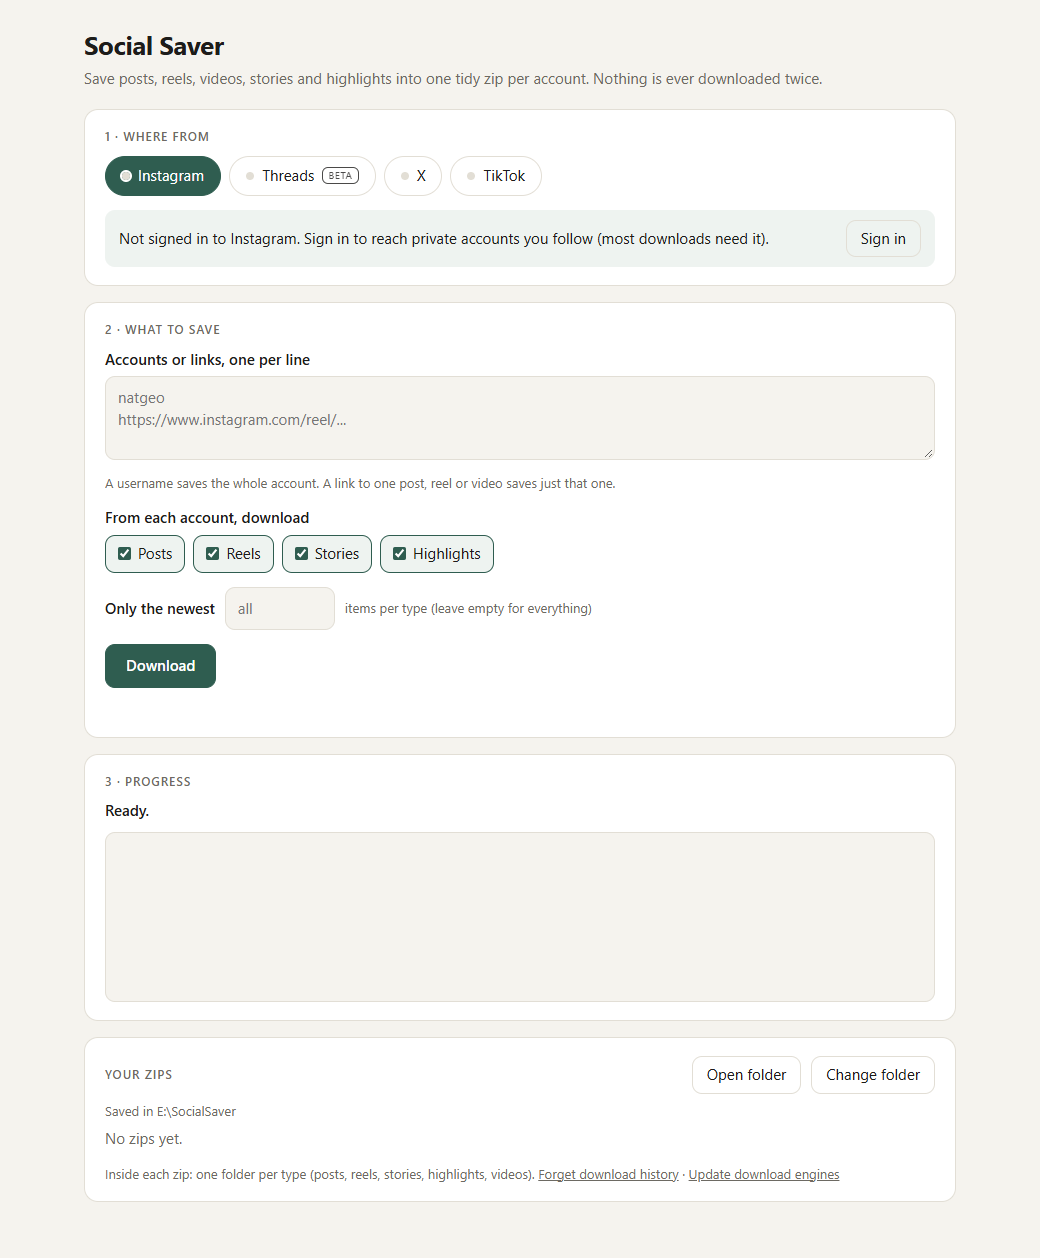 Social Saver
Save posts, reels, videos, stories and highlights into one tidy zip per account. Nothing is ever downloaded twice.
1 · WHERE FROM
Instagram
Threads BETA
X
TikTok
Not signed in to Instagram. Sign in to reach private accounts you follow (most downloads need it).
Sign in
2 · WHAT TO SAVE
Accounts or links, one per line
natgeo
https://www.instagram.com/reel/...
A username saves the whole account. A link to one post, reel or video saves just that one.
From each account, download
Posts
Reels
Stories
Highlights
Only the newest all items per type (leave empty for everything)
Download
3 · PROGRESS
Ready.
YOUR ZIPS
Open folder
Change folder
Saved in E:\SocialSaver
No zips yet.
Inside each zip: one folder per type (posts, reels, stories, highlights, videos). Forget download history · Update download engines